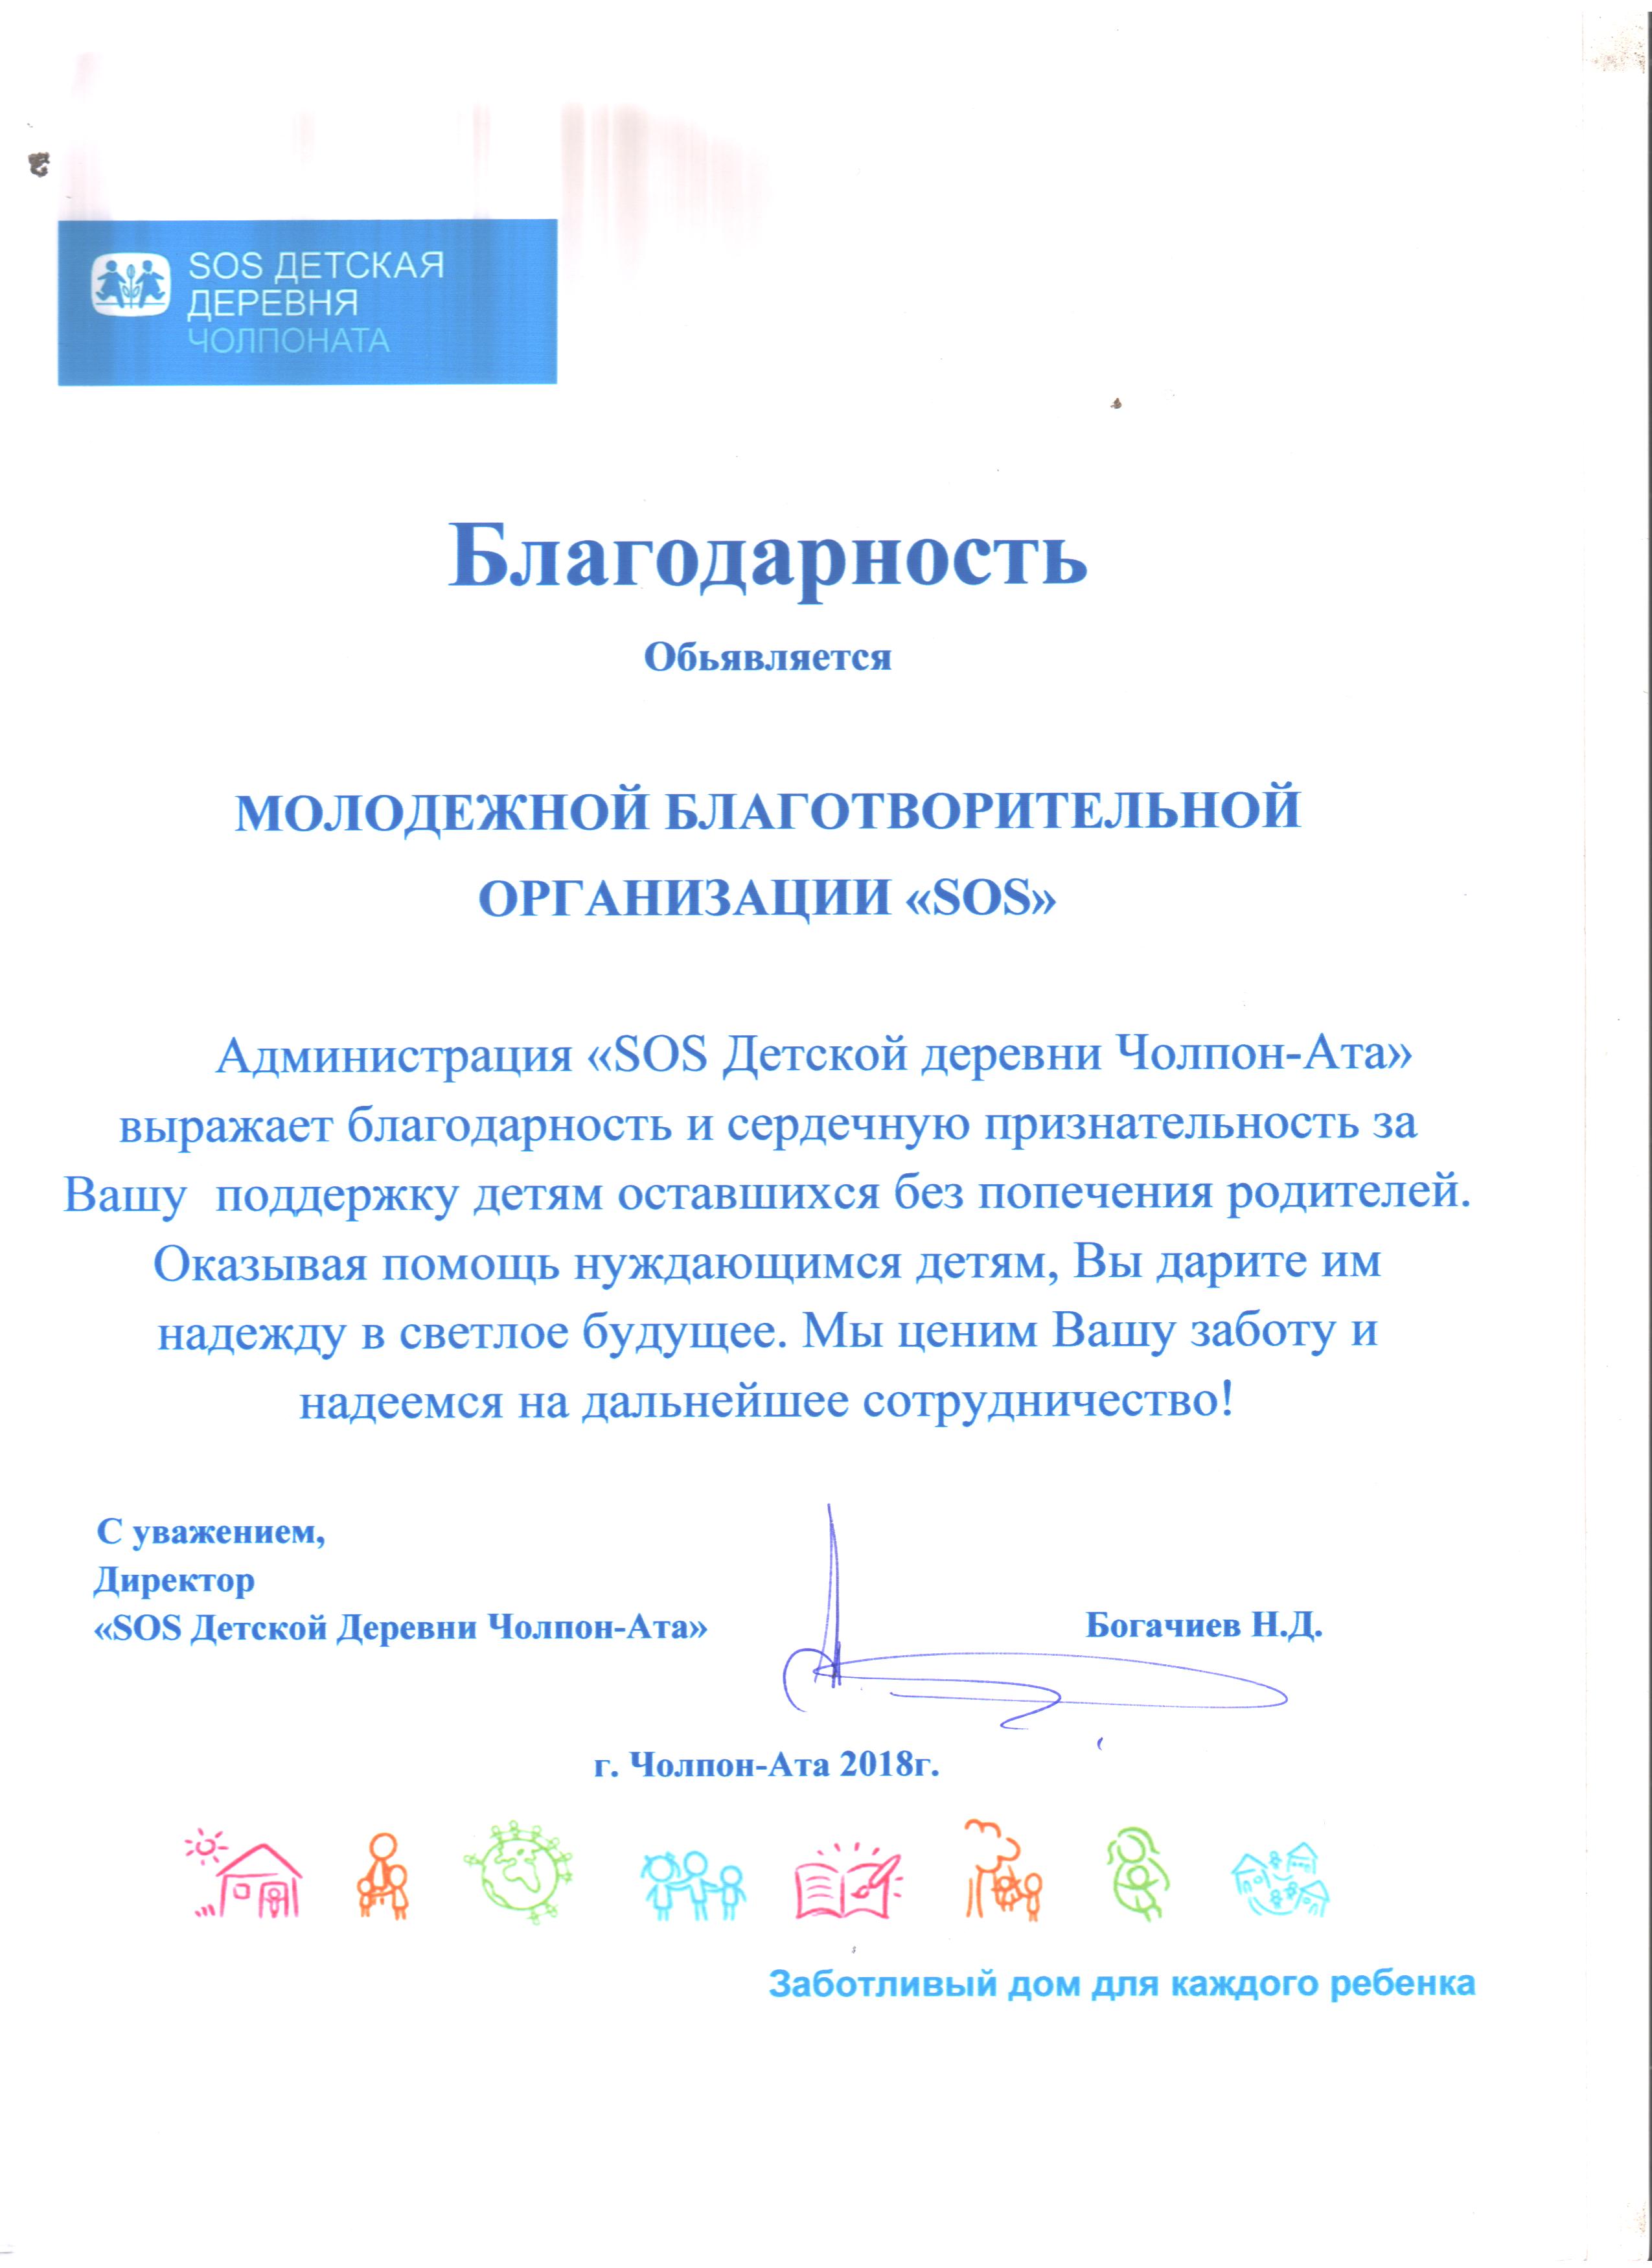 SOS ДЕТСКАЯ
ДЕРЕВНЯ
ЧОЛПОНАТА
Благодарность
Обьявляется
МОЛОДЕЖНОЙ БЛАГОТВОРИТЕЛЬНОЙ
ОРГАНИЗАЦИИ «SOS»
Администрация «SOS Детской деревни Чолпон-Ата»
выражает благодарность и сердечную признательность за
Вашу поддержку детям оставшихся без попечения родителей.
Оказывая помощь нуждающимся детям, Вы дарите им
надежду в светлое будущее. Мы ценим Вашу заботу и
надеемся на дальнейшее сотрудничество!
С уважением,
Директор
«SOS Детской Деревни Чолпон-Ата» Богачиев Н.Д.
г. Чолпон-Ата 2018г.
Заботливый дом для каждого ребенка